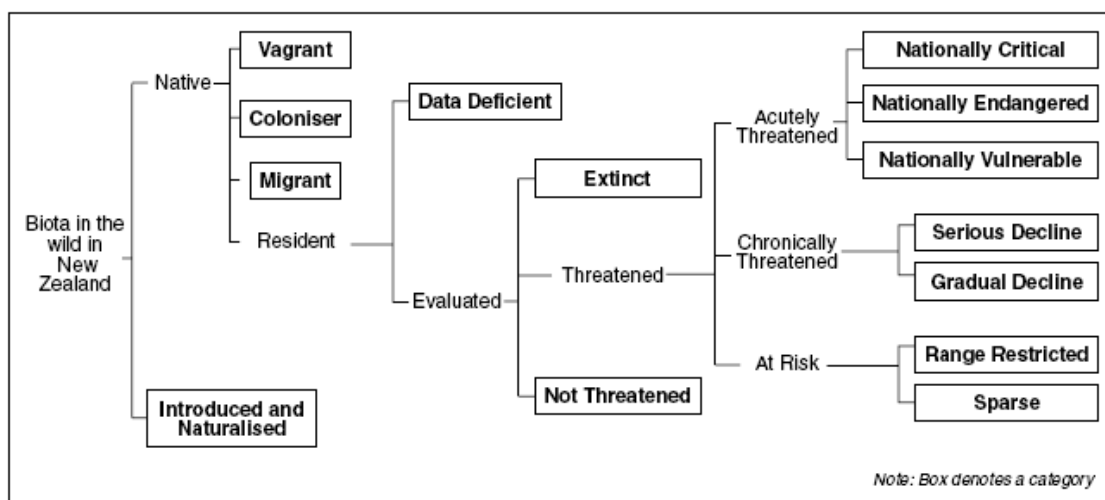 Vagrant
Native
Coloniser
Migrant
Resident
Biota in the
wild in
New
Zealand
Introduced and
Naturalised
Data Deficient
Evaluated
Extinct
Threatened
Not Threatened
Acutely
Threatened
Nationally Critical
Nationally Endangered
Nationally Vulnerable
Chronically
Threatened
Serious Decline
Gradual Decline
At Risk
Range Restricted
Sparse
Note: Box denotes a category